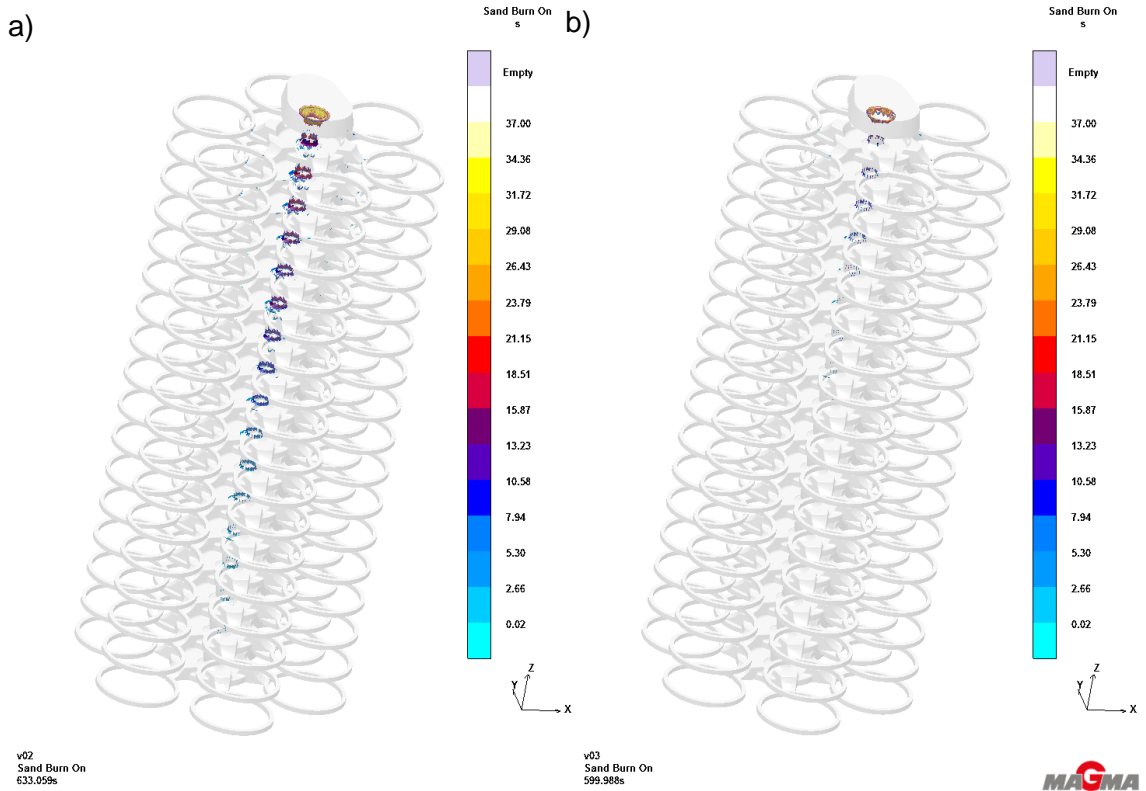 a)
Sand Burn On
s
Empty
37.00
34.36
31.72
29.08
26.43
23.79
21.15
18.51
15.87
13.23
10.58
7.94
5.30
2.66
0.02
Z
Y
X
v02
Sand Burn On
633.059s
b)
Sand Burn On
s
Empty
37.00
34.36
31.72
29.08
26.43
23.79
21.15
18.51
15.87
13.23
10.58
7.94
5.30
2.66
0.02
Z
Y
X
v03
Sand Burn On
599.988s
MAGMA